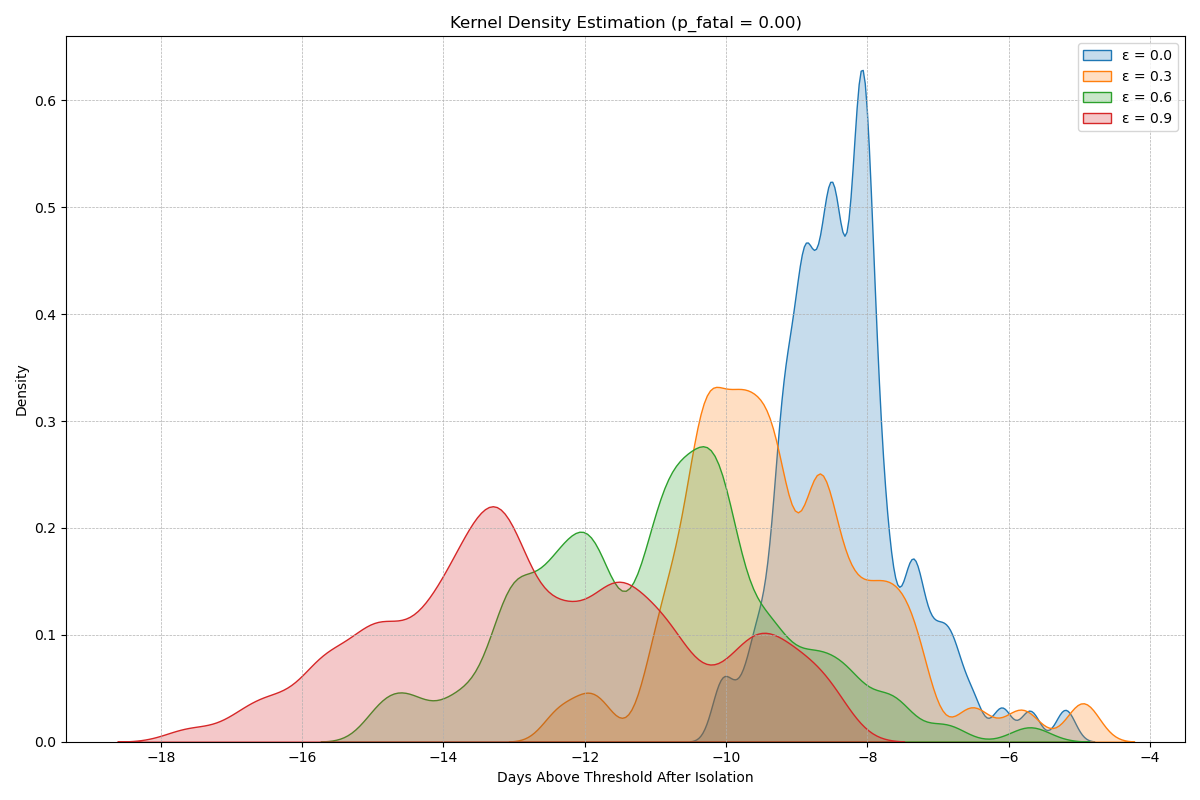 Kernel Density Estimation (p_fatal = 0.00)
ε = 0.0
ε = 0.3
ε = 0.6
ε = 0.9
Density
0.6
0.5
0.4
0.3
0.2
0.1
0.0
−18 −16 −14 −12 −10 −8 −6 −4
Days Above Threshold After Isolation